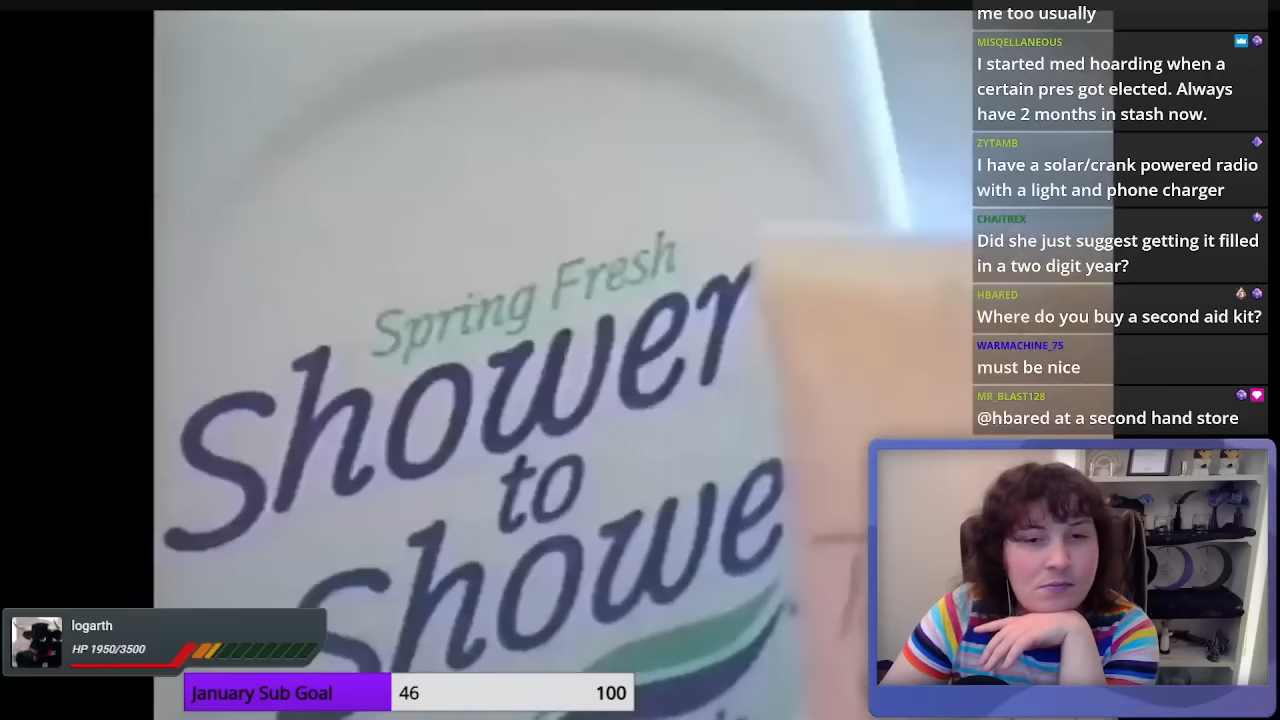 me too usually
MISQELLANEOUS
I started med hoarding when a
certain pres got elected. Always
have 2 months in stash now.
ZYTAMB
I have a solar/crank powered radio
with a light and phone charger
CHAITREX
Did she just suggest getting it filled
in a two digit year?
HBARED
Where do you buy a second aid kit?
WARMACHINE_75
must be nice
MR_BLAST128
@hbared at a second hand store
Spring Fresh
Shower
to
Showe
logarth
HP 1950/3500
January Sub Goal 46 100